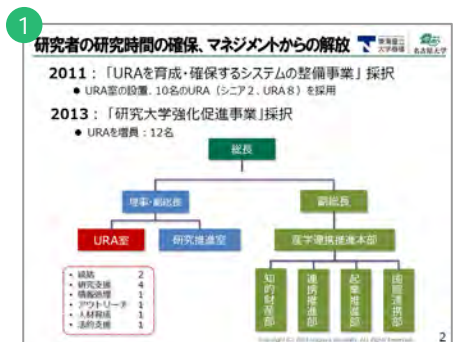 1
研究者の研究時間の確保、マネジメントからの解放
名古屋大学
2011：「URAを育成・確保するシステムの整備事業」採択
● URA室の設置．10名のURA（シニア2．URA8）を採用
2013：「研究大学強化促進事業」採択
● URAを増員：12名
総長
理事・副総長
副総長
URA室
研究推進室
産学連携推進本部
• 統括 2
• 研究支援 4
• 情報処理 1
• アウトリーチ 1
• 人材育成 1
• 法的支援 1
知的財産部
連携推進部
起業推進部
国際連携部
2